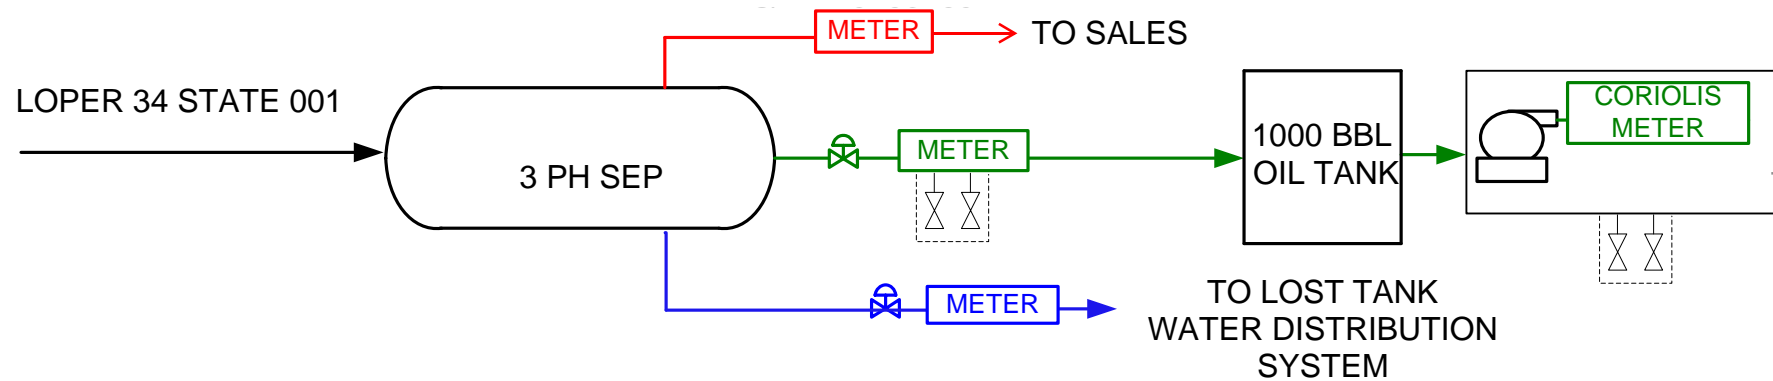 METER
TO SALES
LOPER 34 STATE 001
3 PH SEP
METER
1000 BBL
OIL TANK
CORIOLIS
METER
METER
TO LOST TANK
WATER DISTRIBUTION
SYSTEM